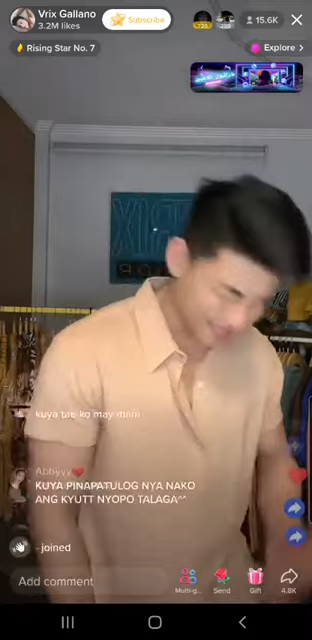 Vrix Gallano
3.2M likes
Subscribe
15.6K
Rising Star No. 7
Explore >
kuya tae ko may
Abbyyy❤️
KUYA PINAPATULOG NYA NAKO
ANG KYUTT NYOPO TALAGA^^
- joined
Add comment
Multi-g...
Send
Gift
4.8K